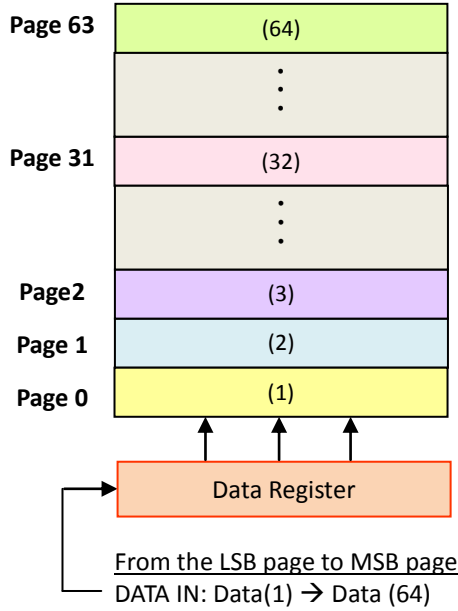 Page 63 (64)
⋮
Page 31 (32)
⋮
Page2 (3)
Page 1 (2)
Page 0 (1)
Data Register
From the LSB page to MSB page
DATA IN: Data(1) → Data (64)